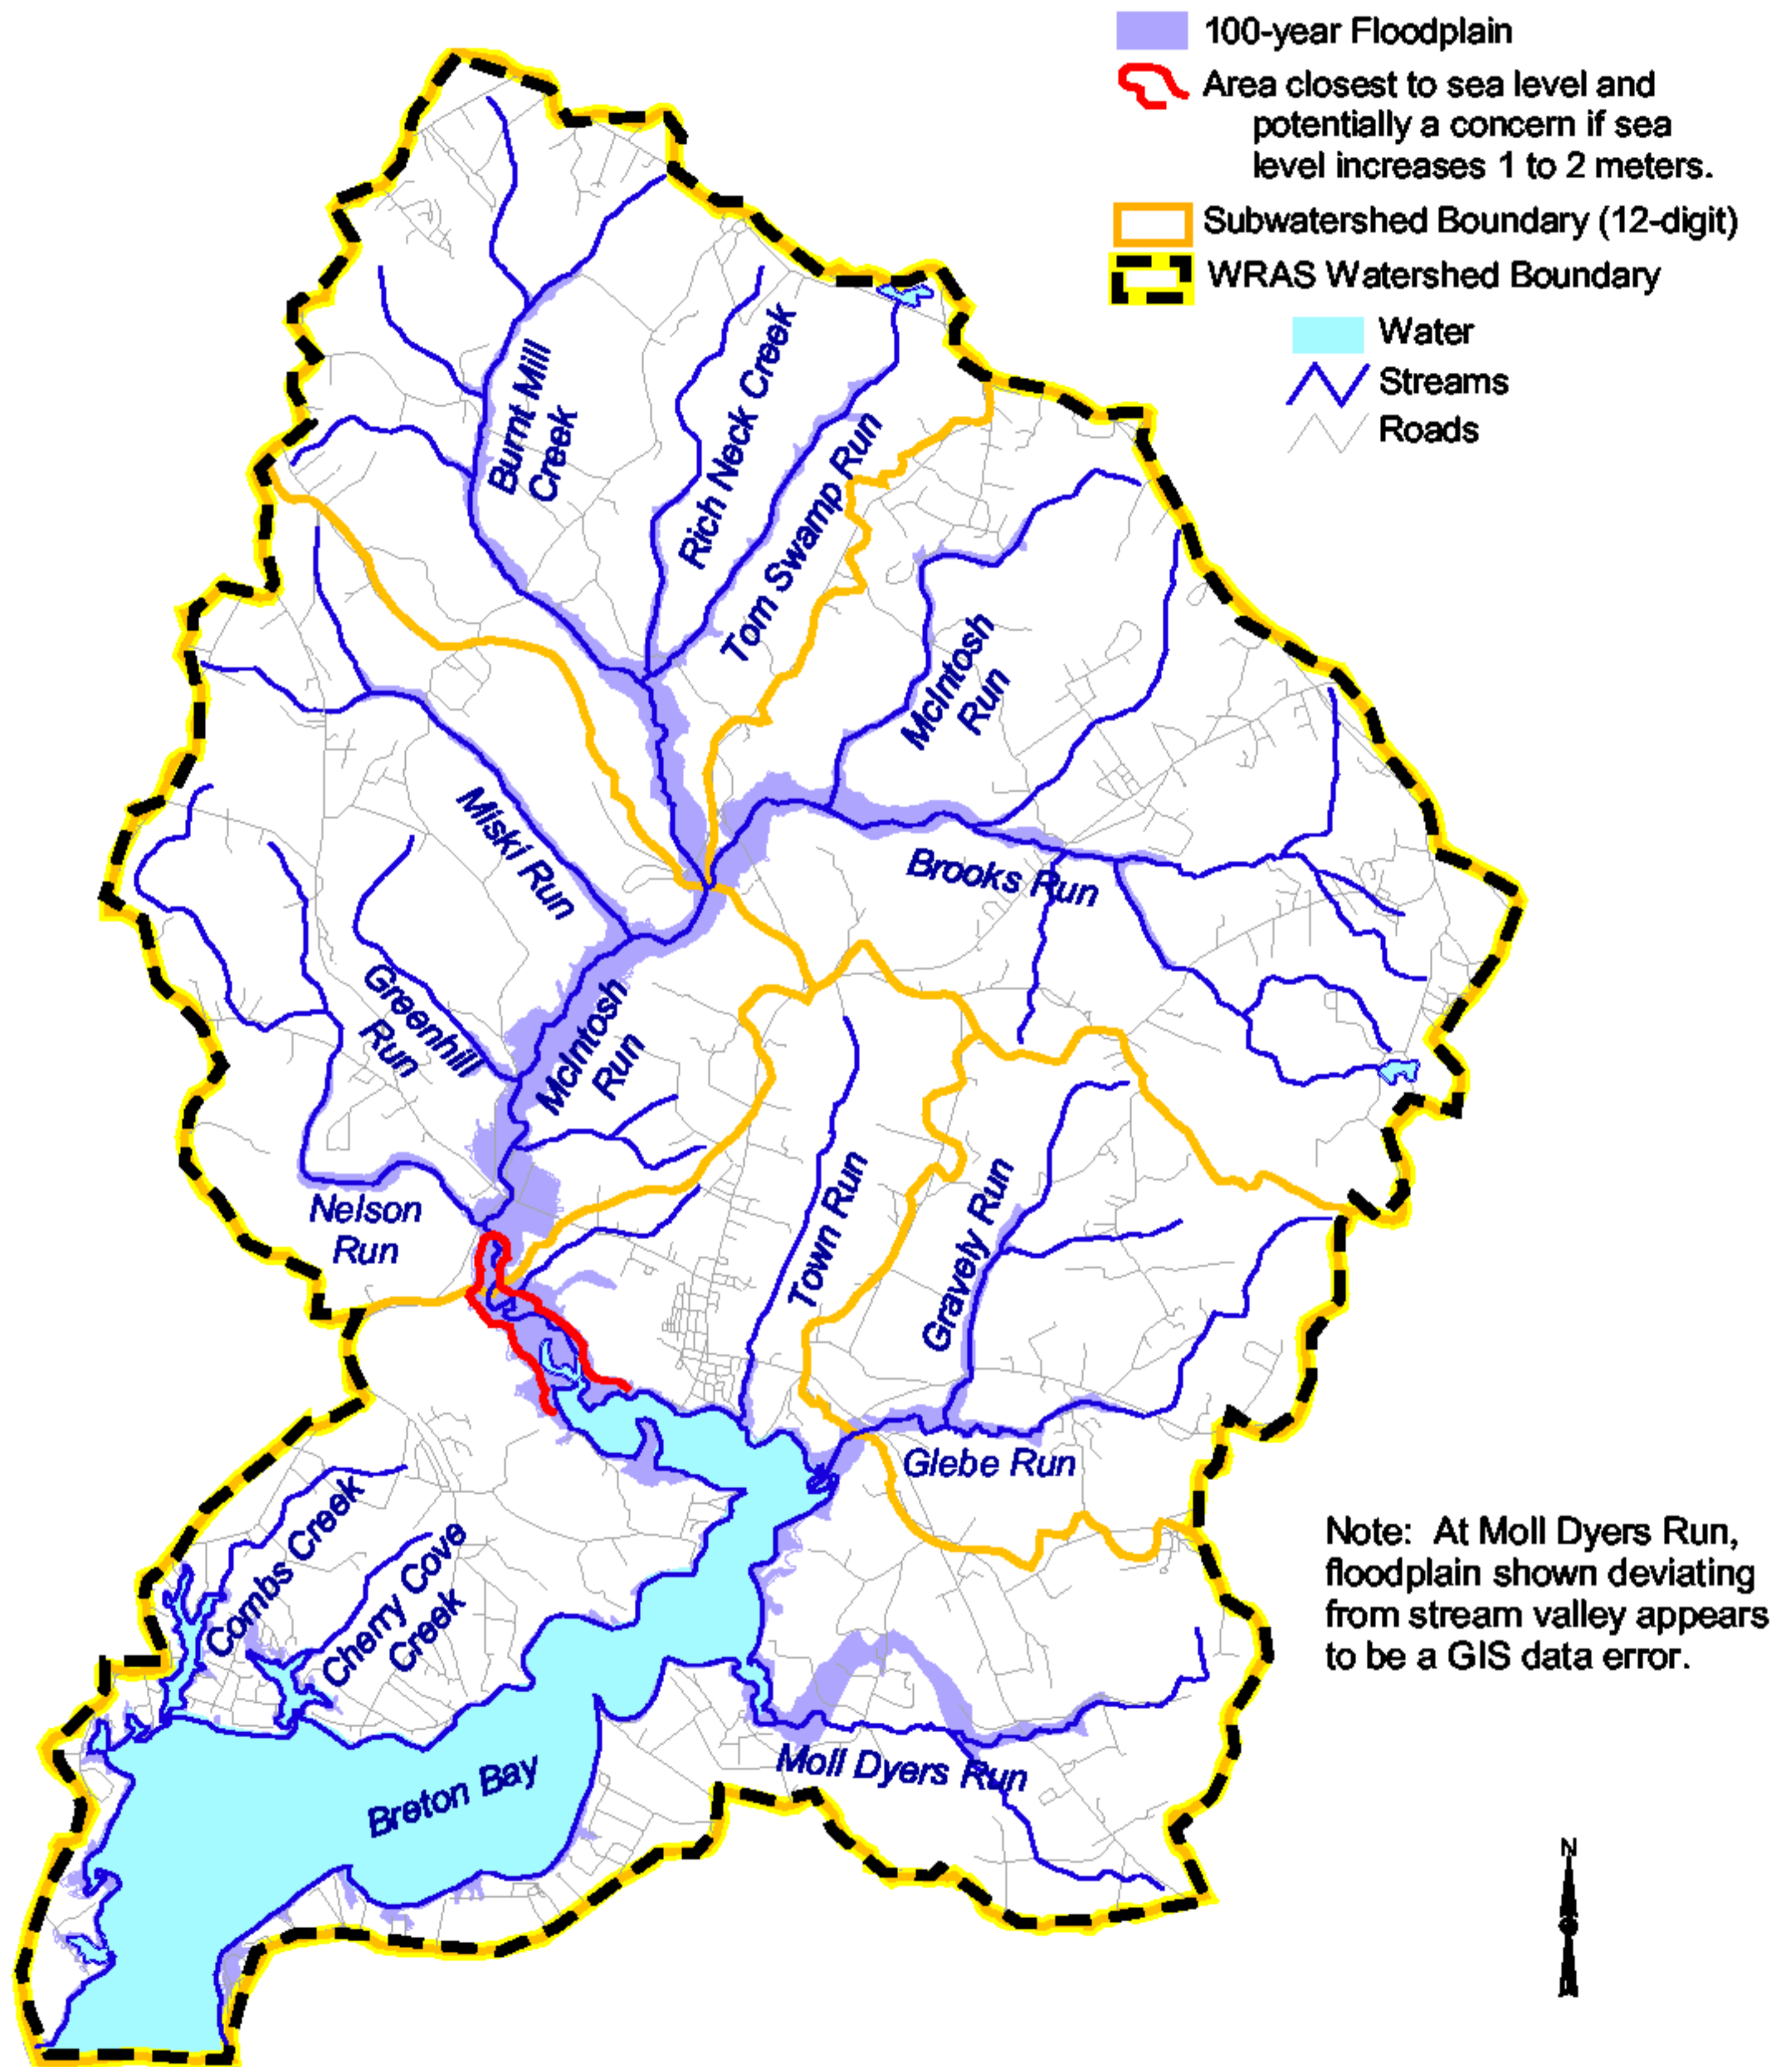 100-year Floodplain
Area closest to sea level and
potentially a concern if sea
level increases 1 to 2 meters.
Subwatershed Boundary (12-digit)
WRAS Watershed Boundary
Water
Streams
Roads
Burnt Mill
Creek
Rich Neck Creek
Tom Swamp Run
McIntosh
Run
Miski Run
Brooks Run
Greenhill
Run
McIntosh
Run
Nelson
Run
Town Run
Gravely Run
Glebe Run
Combs Creek
Cherry Cove
Creek
Note: At Moll Dyers Run,
floodplain shown deviating
from stream valley appears
to be a GIS data error.
Moll Dyers Run
Breton Bay
N